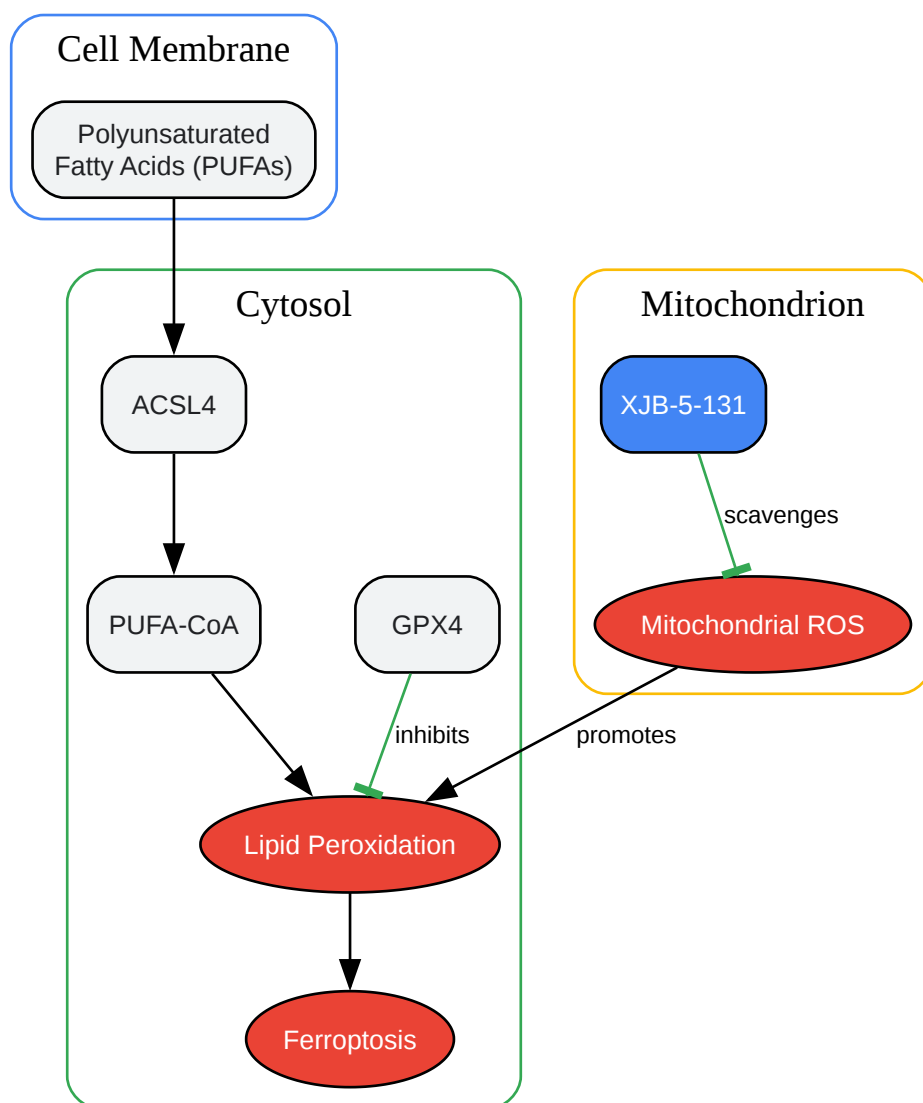 Cell Membrane
Polyunsaturated
Fatty Acids (PUFAs)
Cytosol
Mitochondrion
ACSL4
XJB-5-131
scavenges
PUFA-CoA
GPX4
Mitochondrial ROS
inhibits
promotes
Lipid Peroxidation
Ferroptosis